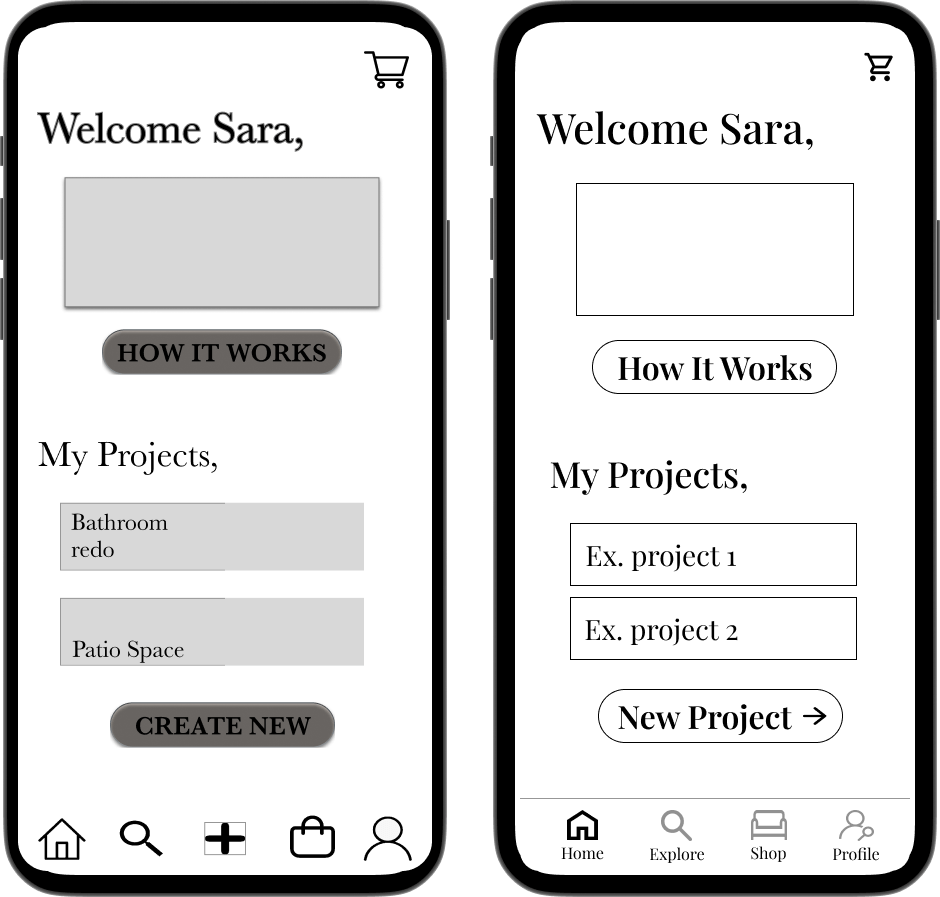 Welcome Sara,
HOW IT WORKS
My Projects,
Bathroom
redo
Patio Space
CREATE NEW
Welcome Sara,
How It Works
My Projects,
Ex. project 1
Ex. project 2
New Project →
Home
Explore
Shop
Profile